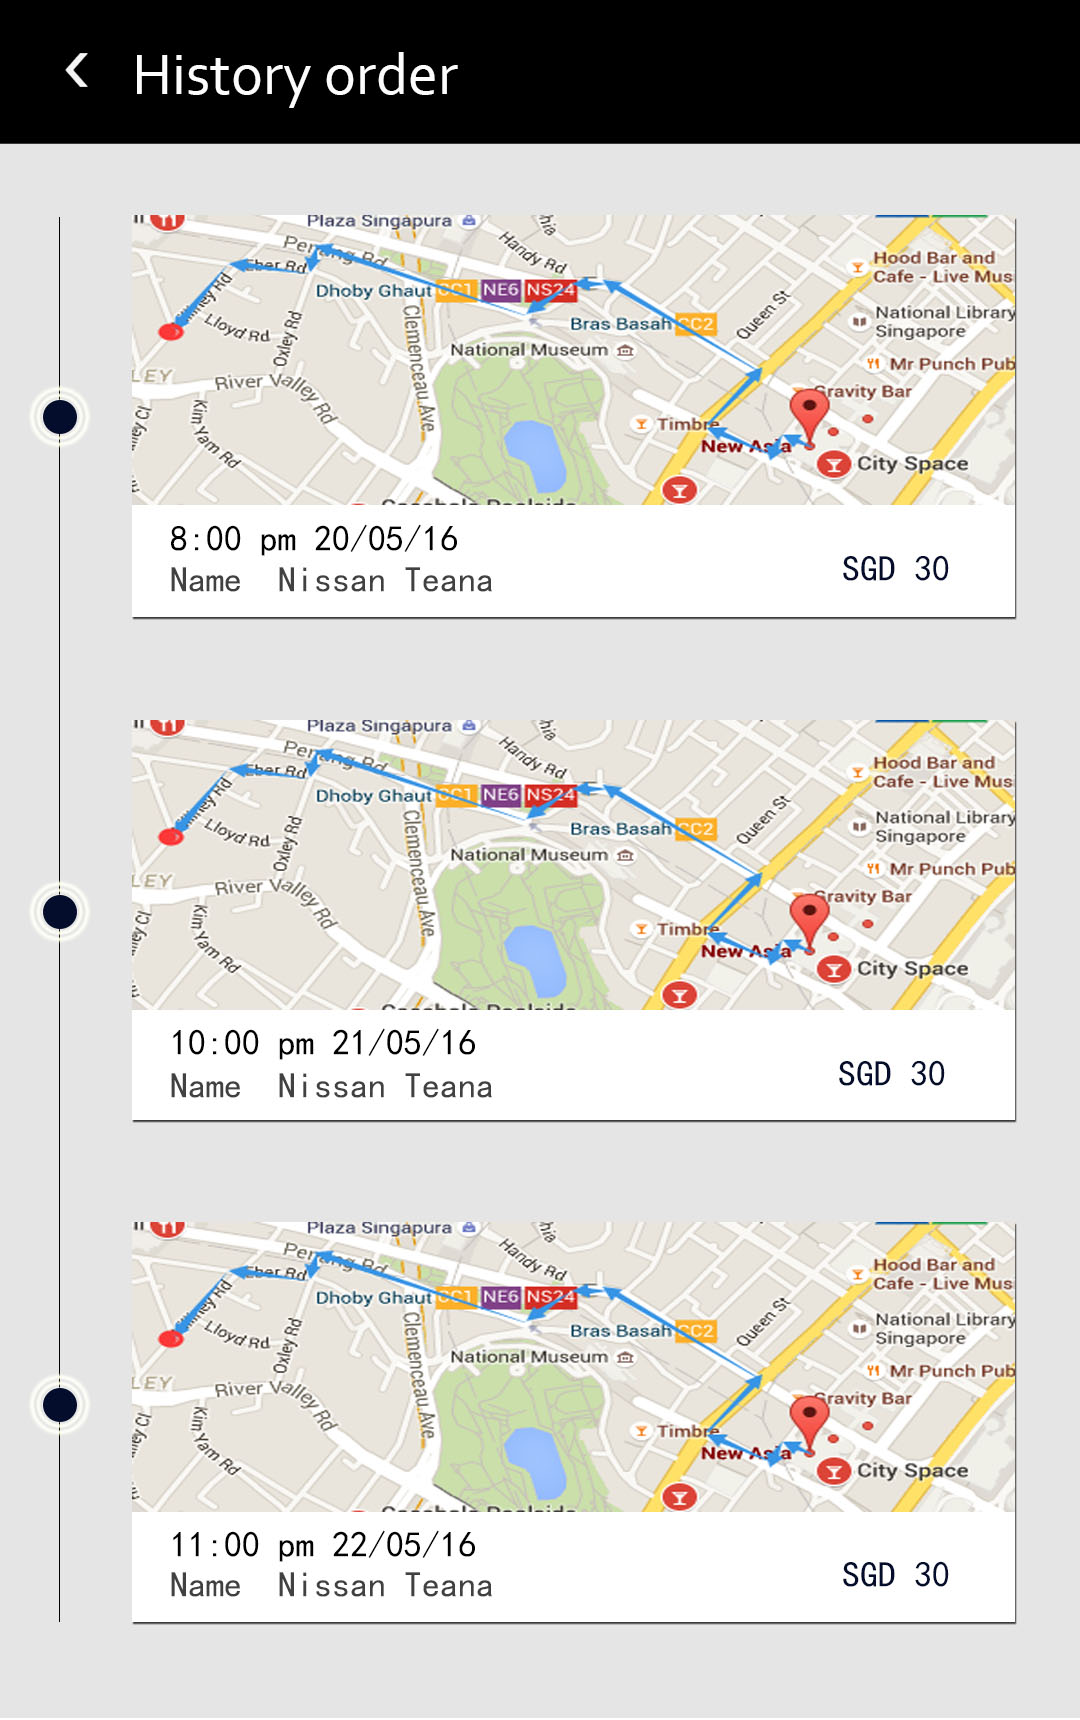 History order
Plaza Singapura
Handy Rd
Penang Rd
Eber Rd
Hood Bar and
Cafe - Live Mus
Dhoby Ghaut CC1 NE6 NS24
Queen St
National Library
Singapore
Lloyd Rd
Oxley Rd
Clemenceau Ave
Bras Basah CC2
National Museum
Mr Punch Pub
LEY
River Valley Rd
Gravity Bar
Kim Yam Rd
Timbre
New Asia
City Space
8:00 pm 20/05/16
Name Nissan Teana
SGD 30
Plaza Singapura
Handy Rd
Penang Rd
Eber Rd
Hood Bar and
Cafe - Live Mus
Dhoby Ghaut CC1 NE6 NS24
Queen St
National Library
Singapore
Lloyd Rd
Oxley Rd
Clemenceau Ave
Bras Basah CC2
National Museum
Mr Punch Pub
LEY
River Valley Rd
Gravity Bar
Kim Yam Rd
Timbre
New Asia
City Space
10:00 pm 21/05/16
Name Nissan Teana
SGD 30
Plaza Singapura
Handy Rd
Penang Rd
Eber Rd
Hood Bar and
Cafe - Live Mus
Dhoby Ghaut CC1 NE6 NS24
Queen St
National Library
Singapore
Lloyd Rd
Oxley Rd
Clemenceau Ave
Bras Basah CC2
National Museum
Mr Punch Pub
LEY
River Valley Rd
Gravity Bar
Kim Yam Rd
Timbre
New Asia
City Space
11:00 pm 22/05/16
Name Nissan Teana
SGD 30